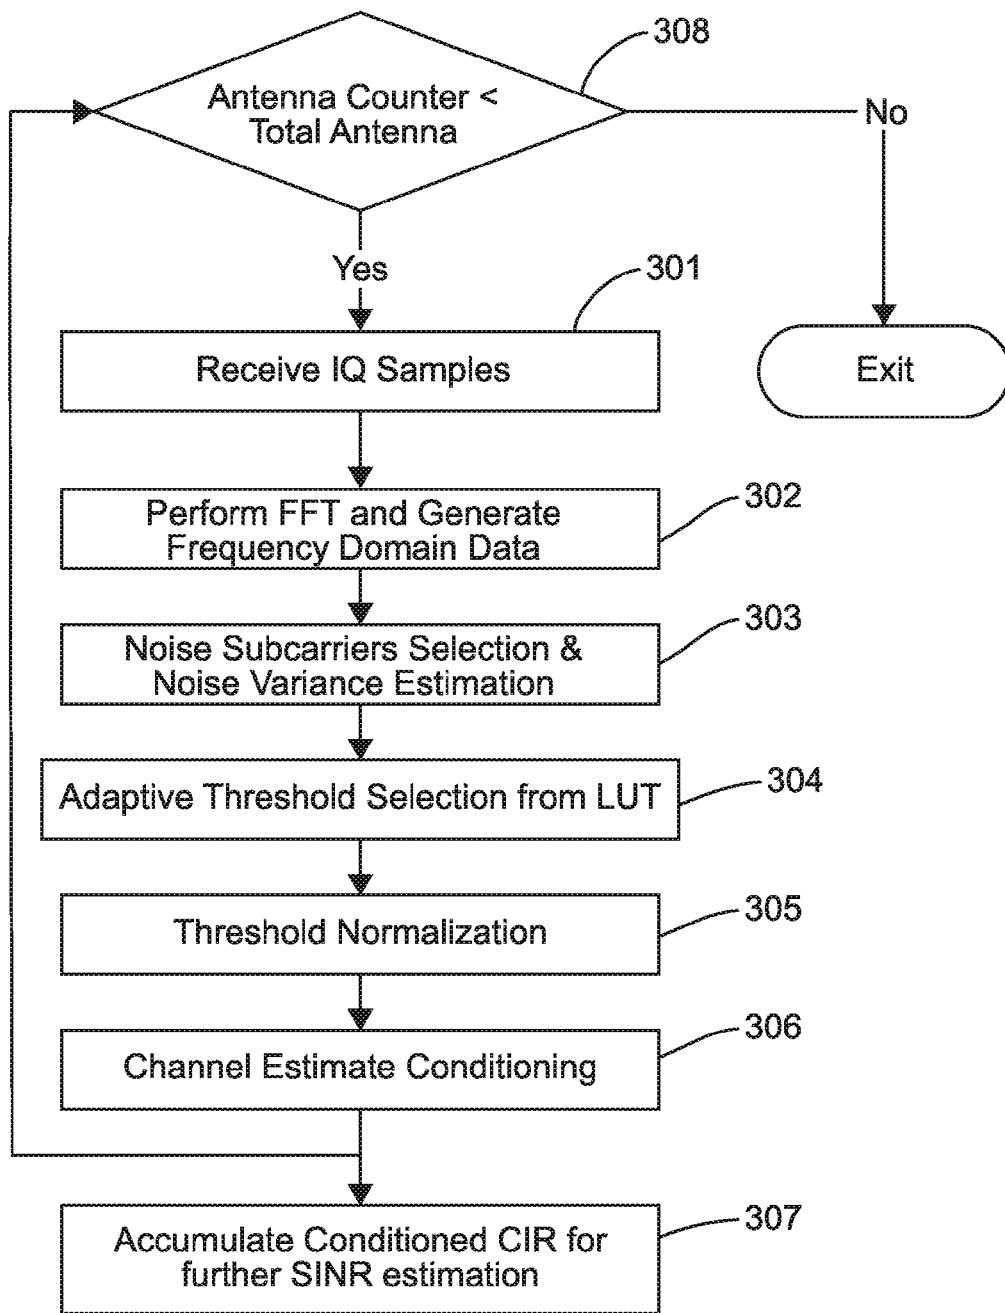 308
Antenna Counter <
Total Antenna
No
Yes
301
Receive IQ Samples
Exit
302
Perform FFT and Generate
Frequency Domain Data
303
Noise Subcarriers Selection &
Noise Variance Estimation
304
Adaptive Threshold Selection from LUT
305
Threshold Normalization
306
Channel Estimate Conditioning
307
Accumulate Conditioned CIR for
further SINR estimation